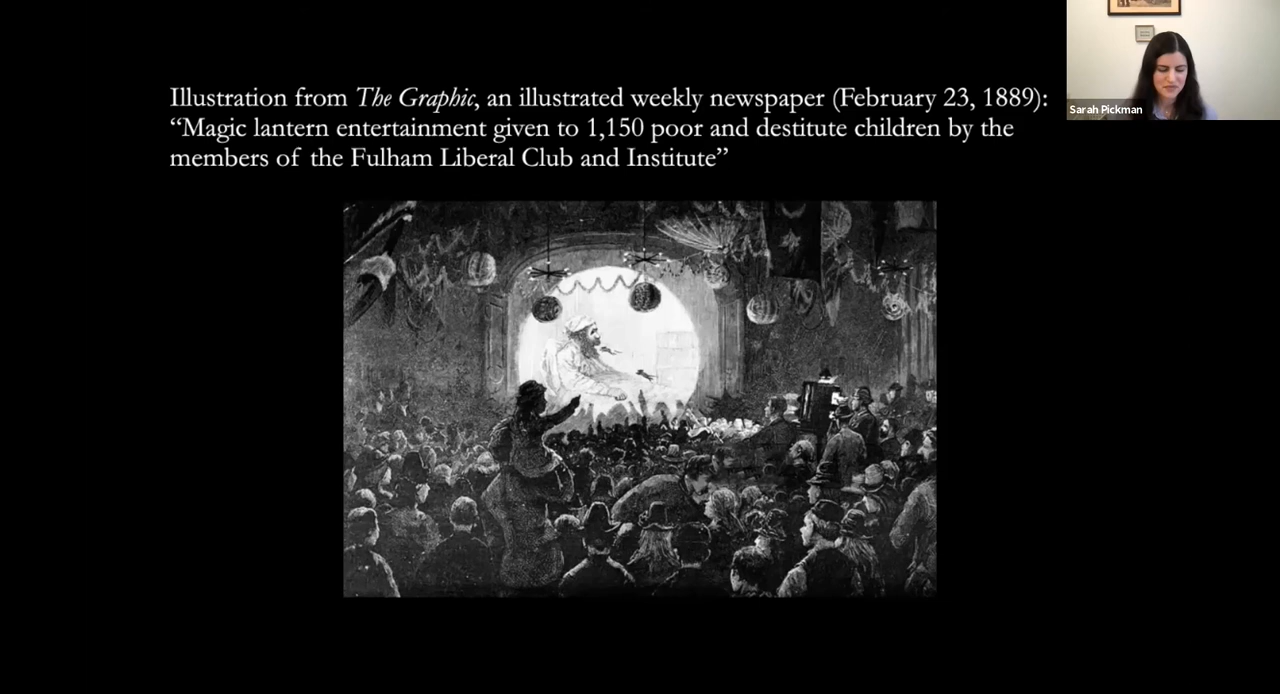 Illustration from The Graphic, an illustrated weekly newspaper (February 23, 1889):
“Magic lantern entertainment given to 1,150 poor and destitute children by the
members of the Fulham Liberal Club and Institute”
Sarah Pickman